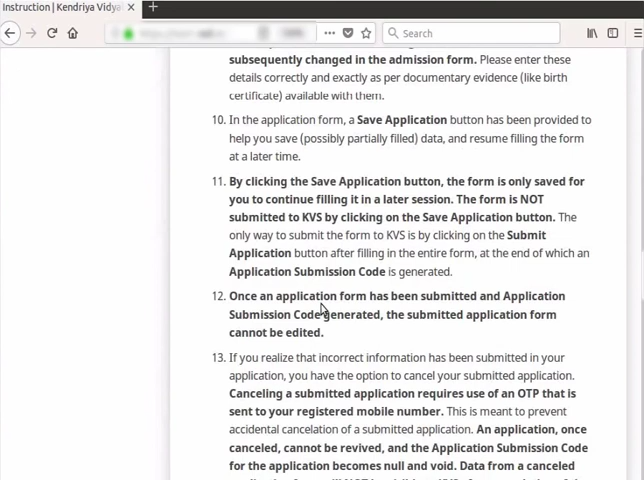 Instruction | Kendriya Vidya
Search
subsequently changed in the admission form. Please enter these
details correctly and exactly as per documentary evidence (like birth
certificate) available with them.
10. In the application form, a Save Application button has been provided to
help you save (possibly partially filled) data, and resume filling the form
at a later time.
11. By clicking the Save Application button, the form is only saved for
you to continue filling it in a later session. The form is NOT
submitted to KVS by clicking on the Save Application button. The
only way to submit the form to KVS is by clicking on the Submit
Application button after filling in the entire form, at the end of which an
Application Submission Code is generated.
12. Once an application form has been submitted and Application
Submission Code generated, the submitted application form
cannot be edited.
13. If you realize that incorrect information has been submitted in your
application, you have the option to cancel your submitted application.
Canceling a submitted application requires use of an OTP that is
sent to your registered mobile number. This is meant to prevent
accidental cancelation of a submitted application. An application, once
canceled, cannot be revived, and the Application Submission Code
for the application becomes null and void. Data from a canceled